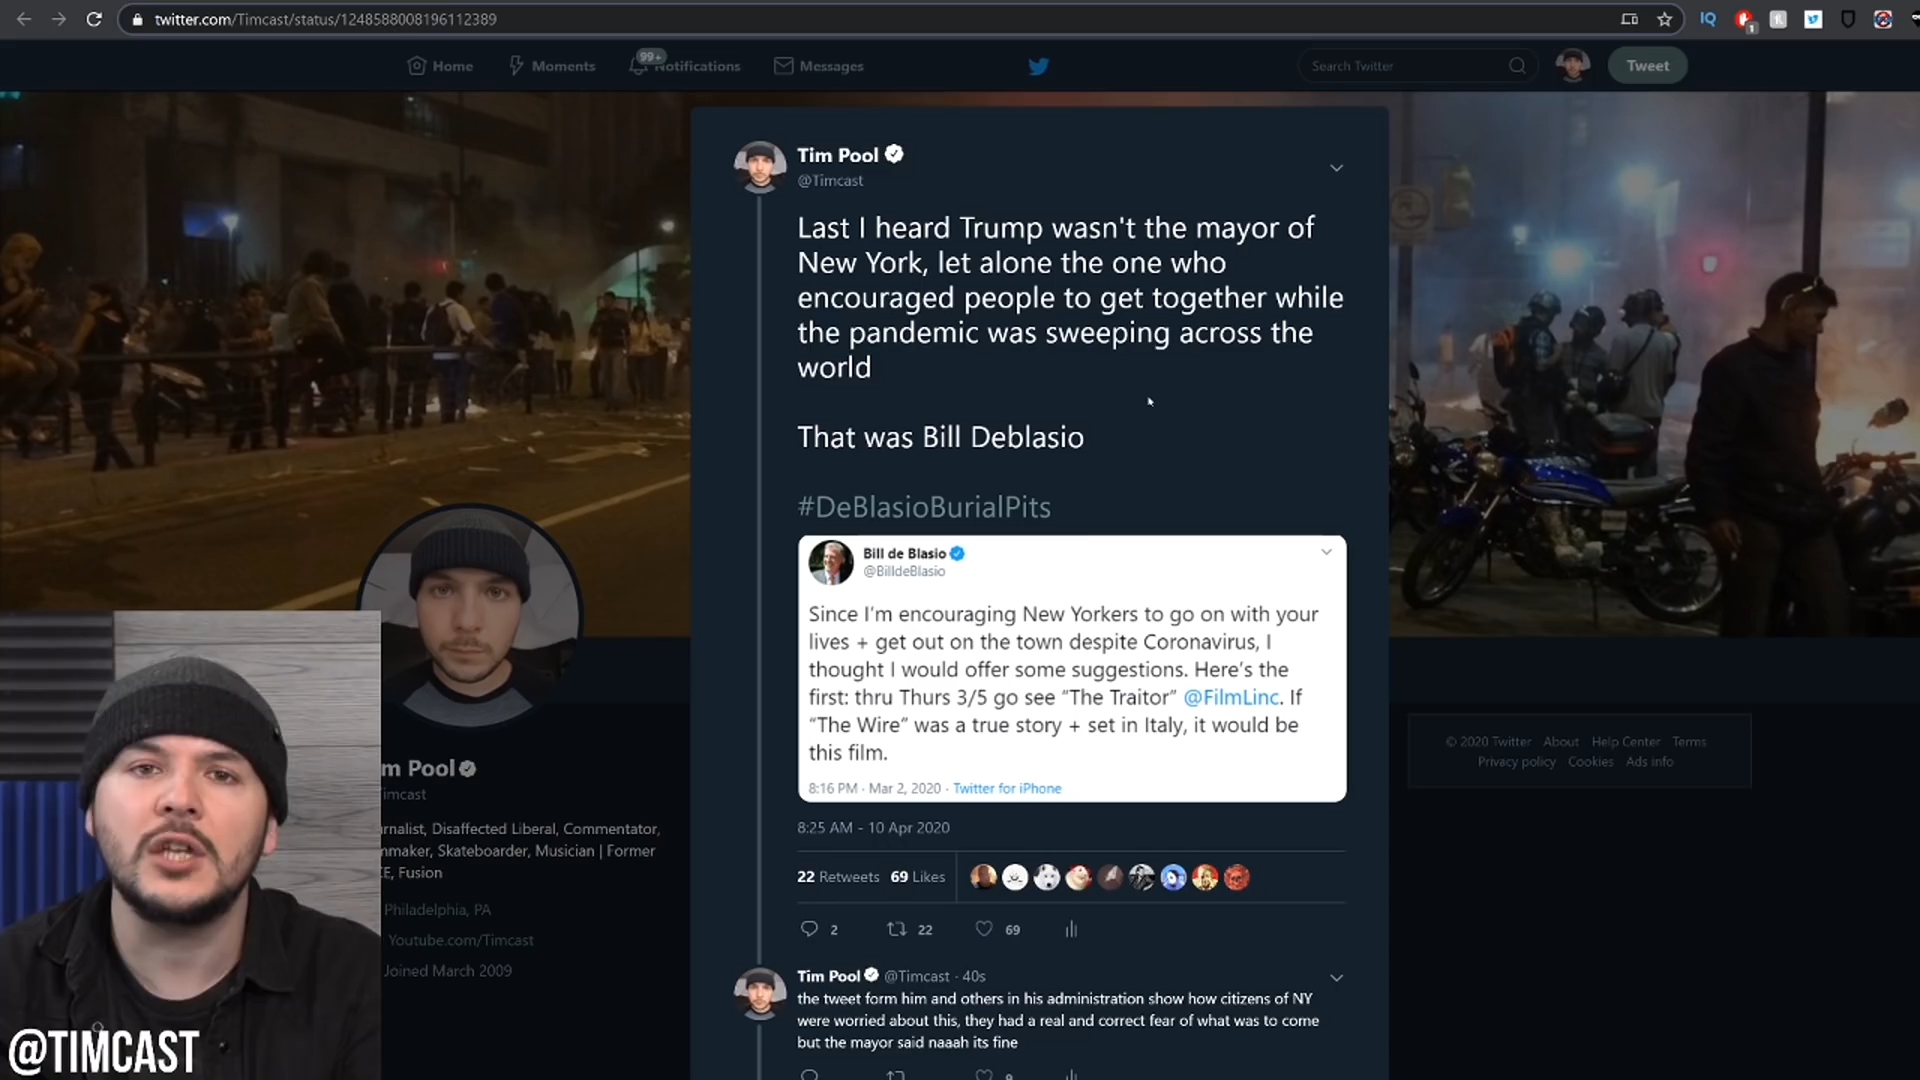 twitter.com/Timcast/status/1248588008196112389
Home
Moments
99+
Notifications
Messages
Search Twitter
Tweet
Tim Pool
@Timcast
Last I heard Trump wasn't the mayor of
New York, let alone the one who
encouraged people to get together while
the pandemic was sweeping across the
world
That was Bill Deblasio
#DeBlasioBurialPits
Bill de Blasio
@BilldeBlasio
Since I'm encouraging New Yorkers to go on with your
lives + get out on the town despite Coronavirus, I
thought I would offer some suggestions. Here's the
first: thru Thurs 3/5 go see "The Traitor" @FilmLinc. If
"The Wire" was a true story + set in Italy, it would be
this film.
8:16 PM · Mar 2, 2020 · Twitter for iPhone
8:25 AM - 10 Apr 2020
22 Retweets 69 Likes
2 22 69
Tim Pool @Timcast · 40s
the tweet form him and others in his administration show how citizens of NY
were worried about this, they had a real and correct fear of what was to come
but the mayor said naaah its fine
m Pool
imcast
rnalist, Disaffected Liberal, Commentator,
nmaker, Skateboarder, Musician | Former
E, Fusion
Philadelphia, PA
Youtube.com/Timcast
Joined March 2009
© 2020 Twitter About Help Center Terms
Privacy policy Cookies Ads info
@TIMCAST